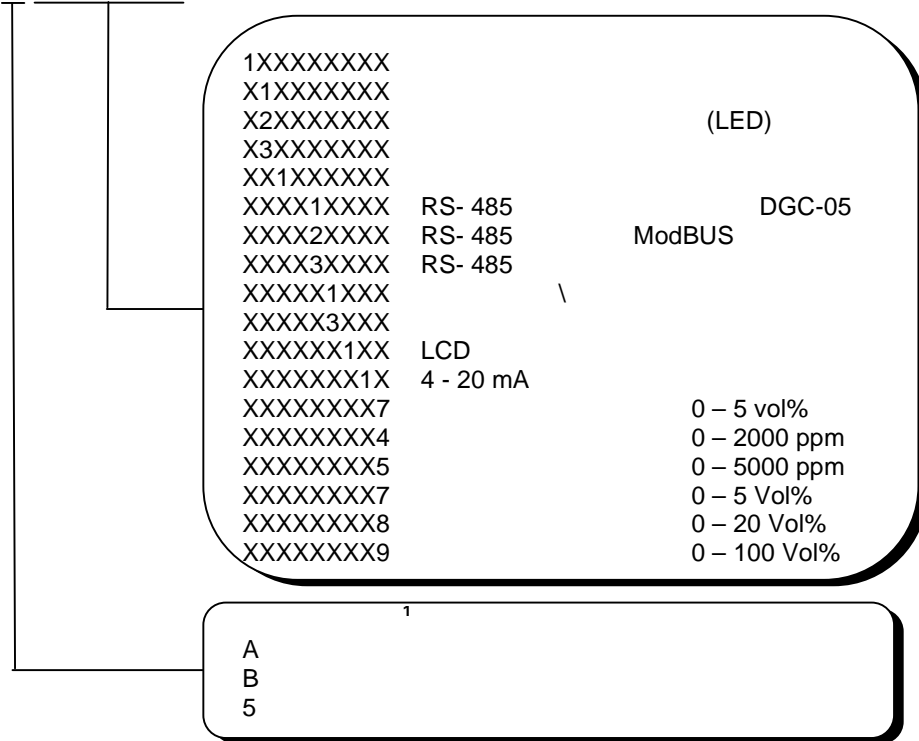 1XXXXXXXX
X1XXXXXXX
X2XXXXXXX (LED)
X3XXXXXXX
XX1XXXXXX
XXXX1XXXX RS- 485 DGC-05
XXXX2XXXX RS- 485 ModBUS
XXXX3XXXX RS- 485
XXXXX1XXX \
XXXXX3XXX
XXXXXX1XX LCD
XXXXXXX1X 4 - 20 mA
XXXXXXXX7 0 – 5 vol%
XXXXXXXX4 0 – 2000 ppm
XXXXXXXX5 0 – 5000 ppm
XXXXXXXX7 0 – 5 Vol%
XXXXXXXX8 0 – 20 Vol%
XXXXXXXX9 0 – 100 Vol%
1
A
B
5